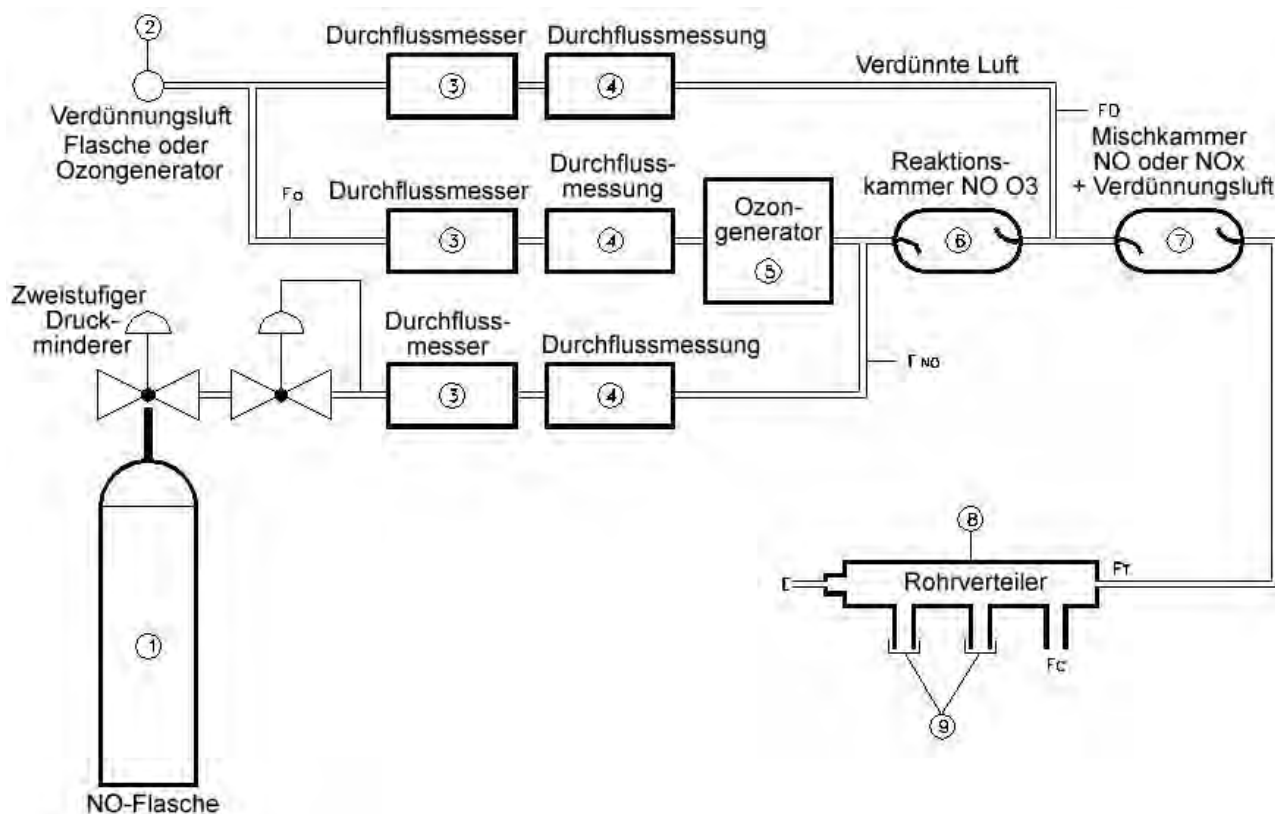 ②
Durchflussmesser
Durchflussmessung
③
④
Verdünnte Luft
Verdünnungsluft
Flasche oder
Ozongenerator
FD
Mischkammer
NO oder NOx
+ Verdünnungsluft
Reaktions-
kammer NO O3
Fo
Durchflussmesser
Durchfluss-
messung
③
④
Ozon-
generator
⑤
⑥
⑦
Zweistufiger
Druck-
minderer
Durchfluss-
messer
Durchflussmessung
③
④
NO
⑧
Rohrverteiler
FT
⑨
①
NO-Flasche